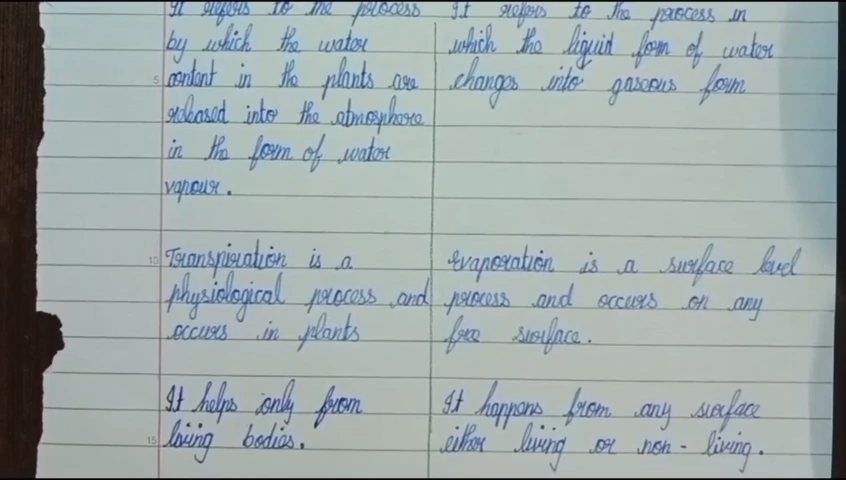 It refers to the process
by which the water
content in the plants are
released into the atmosphere
in the form of water
vapour.
Transpiration is a
physiological process and
occurs in plants
It helps only from
living bodies.
It refers to the process in
which the liquid form of water
changes into gaseous form
Evaporation is a surface level
process and occurs on any
free surface.
It happens from any surface
either living or non-living.
5
10
15